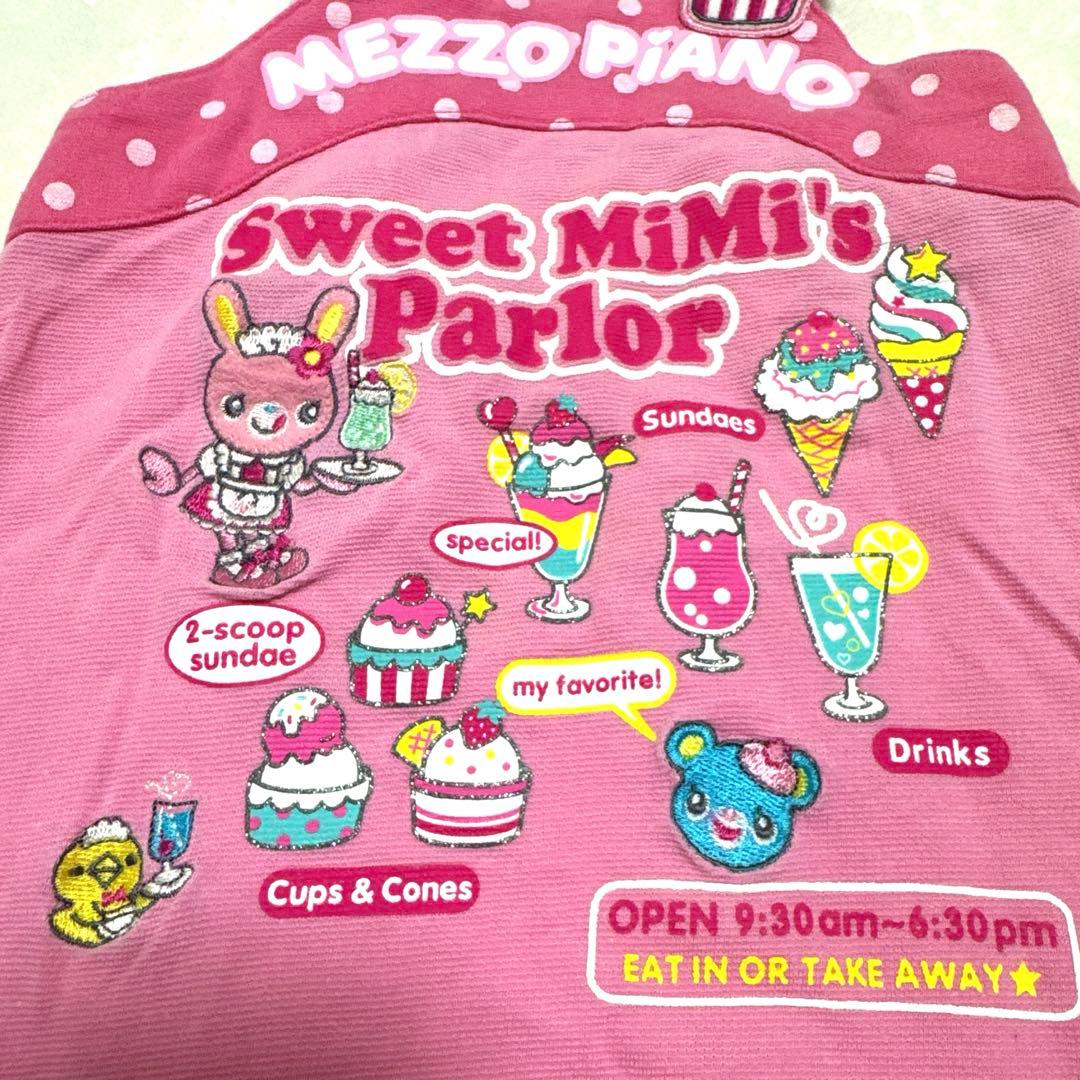 MEZZO PiANO
Sweet MiMi's
Parlor
Sundaes
special!
2-scoop
sundae
my favorite!
Drinks
Cups & Cones
OPEN 9:30am~6:30pm
EAT IN OR TAKE AWAY★